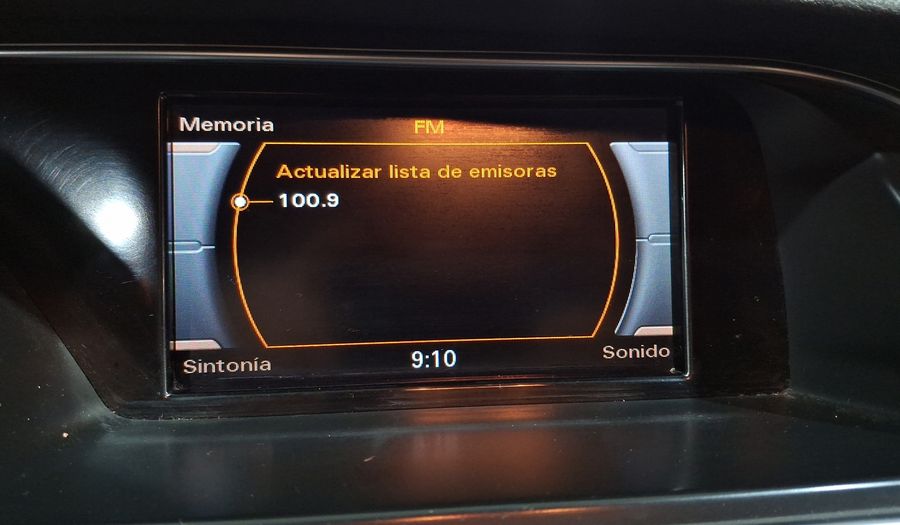 Memoria
FM
Actualizar lista de emisoras
100.9
Sintonía
9:10
Sonido